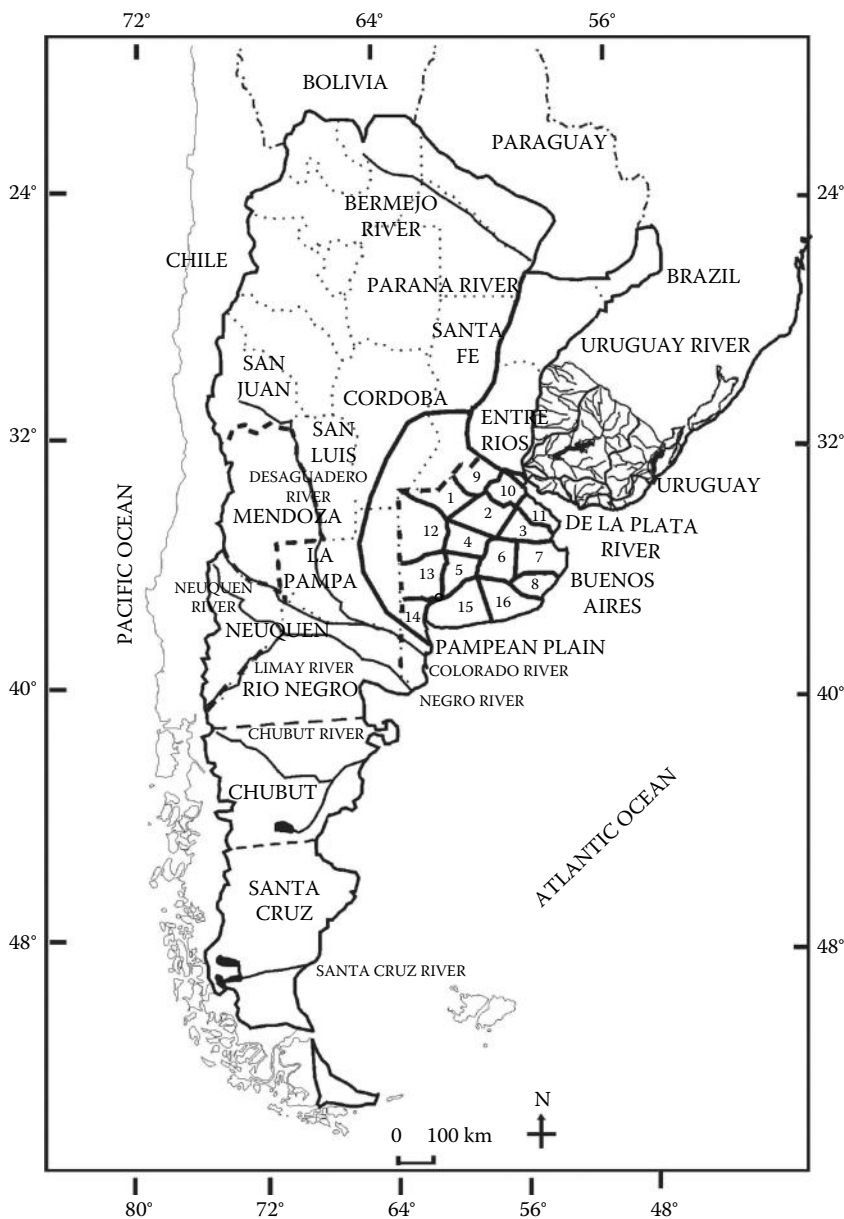 72° 64° 56°
BOLIVIA
PARAGUAY
24° 24°
BERMEJO
RIVER
CHILE
BRAZIL
PARANA RIVER
SANTA
FE
URUGUAY RIVER
SAN
JUAN
CORDOBA
ENTRE
RIOS
32° 32°
SAN
LUIS
DESAGUADERO
RIVER
URUGUAY
MENDOZA
9
10
1
2
11
3
DE LA PLATA
RIVER
12
4
LA
PAMPA
6
7
13
5
8
BUENOS
AIRES
NEUQUEN
RIVER
15
16
14
NEUQUEN
PAMPEAN PLAIN
PACIFIC OCEAN
LIMAY RIVER
COLORADO RIVER
RIO NEGRO
NEGRO RIVER
40° 40°
CHUBUT RIVER
CHUBUT
ATLANTIC OCEAN
SANTA
CRUZ
48° 48°
SANTA CRUZ RIVER
N
0 100 km
80° 72° 64° 56° 48°